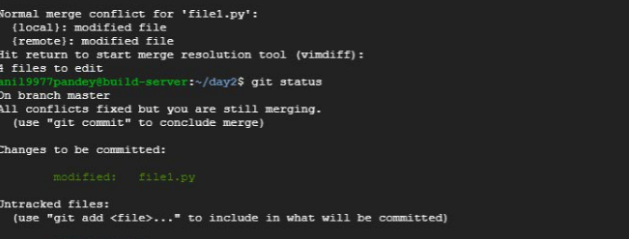 Normal merge conflict for 'file1.py':
{local}: modified file
{remote}: modified file
Hit return to start merge resolution tool (vimdiff):
4 files to edit
anil9977pandey@build-server:~/day2$ git status
On branch master
All conflicts fixed but you are still merging.
(use "git commit" to conclude merge)
Changes to be committed:
modified: file1.py
Untracked files:
(use "git add <file>..." to include in what will be committed)